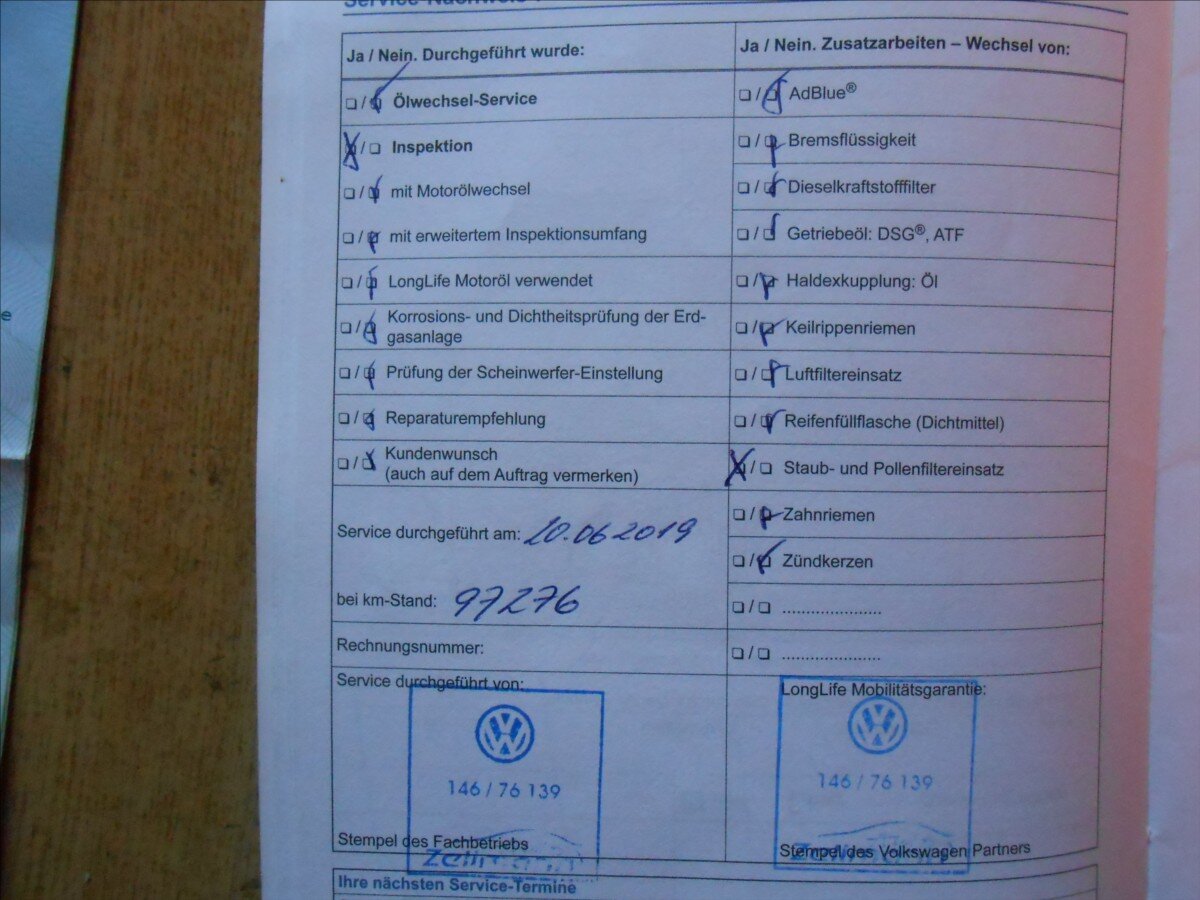 Service-Nachweis
Ja / Nein. Durchgeführt wurde:
❏ / ❏ Ölwechsel-Service
❏ / ❏ Inspektion
❏ / ❏ mit Motorölwechsel
❏ / ❏ mit erweitertem Inspektionsumfang
❏ / ❏ LongLife Motoröl verwendet
❏ / ❏ Korrosions- und Dichtheitsprüfung der Erd-
gasanlage
❏ / ❏ Prüfung der Scheinwerfer-Einstellung
❏ / ❏ Reparaturempfehlung
❏ / ❏ Kundenwunsch
(auch auf dem Auftrag vermerken)
Service durchgeführt am: 20.06.2019
bei km-Stand: 97276
Rechnungsnummer:
Service durchgeführt von:
146 / 76 139
Stempel des Fachbetriebs
Ja / Nein. Zusatzarbeiten – Wechsel von:
❏ / ❏ AdBlue®
❏ / ❏ Bremsflüssigkeit
❏ / ❏ Dieselkraftstofffilter
❏ / ❏ Getriebeöl: DSG®, ATF
❏ / ❏ Haldexkupplung: Öl
❏ / ❏ Keilrippenriemen
❏ / ❏ Luftfiltereinsatz
❏ / ❏ Reifenfüllflasche (Dichtmittel)
❏ / ❏ Staub- und Pollenfiltereinsatz
❏ / ❏ Zahnriemen
❏ / ❏ Zündkerzen
❏ / ❏ .....................
❏ / ❏ .....................
LongLife Mobilitätsgarantie:
146 / 76 139
Stempel des Volkswagen Partners
Ihre nächsten Service-Termine